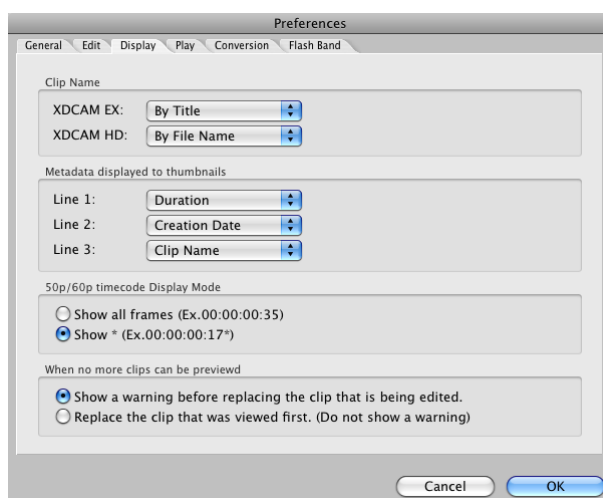 Preferences
General Edit Display Play Conversion Flash Band
Clip Name
XDCAM EX: By Title
XDCAM HD: By File Name
Metadata displayed to thumbnails
Line 1: Duration
Line 2: Creation Date
Line 3: Clip Name
50p/60p timecode Display Mode
Show all frames (Ex.00:00:00:35)
Show * (Ex.00:00:00:17*)
When no more clips can be previewd
Show a warning before replacing the clip that is being edited.
Replace the clip that was viewed first. (Do not show a warning)
Cancel OK